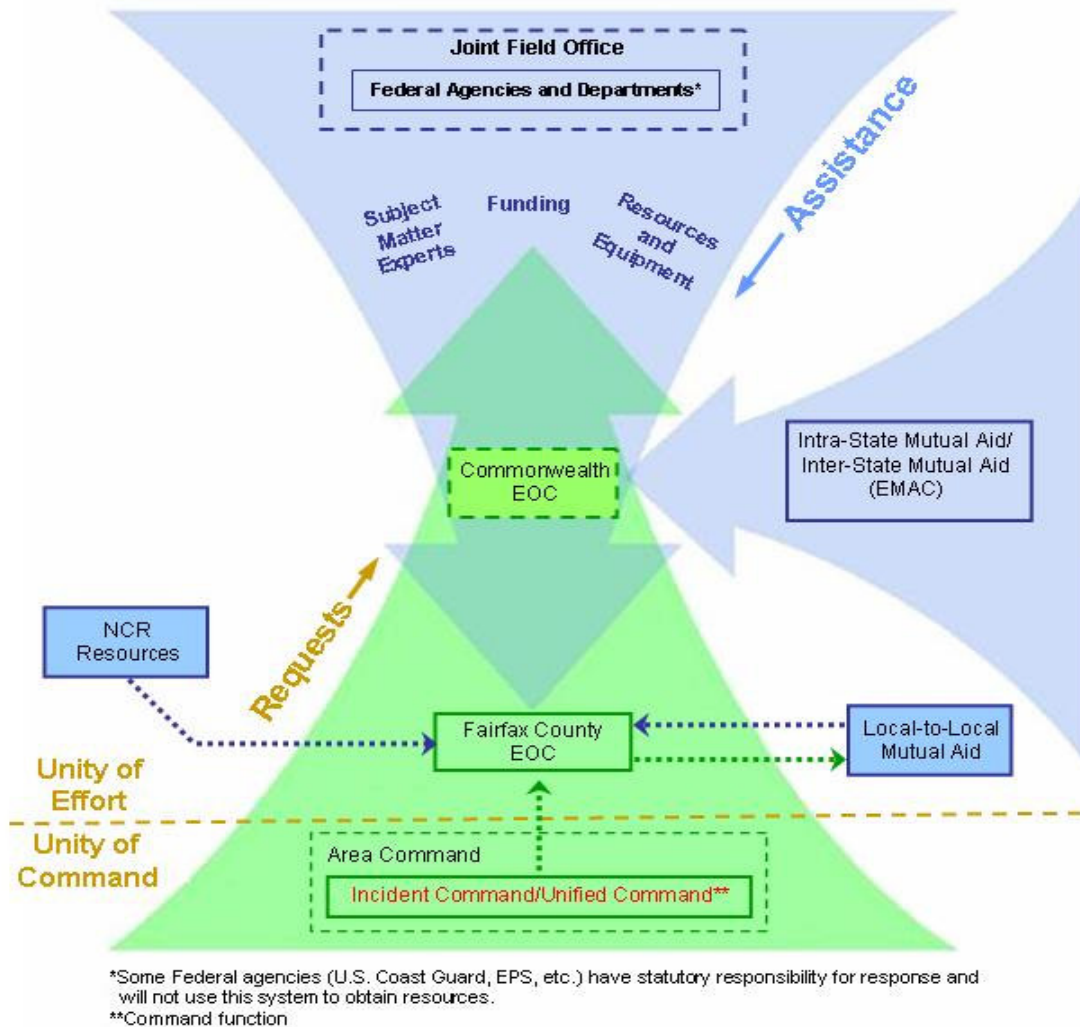 Joint Field Office
Federal Agencies and Departments*
Assistance
Subject
Matter
Experts
Funding
Resources
and
Equipment
Intra-State Mutual Aid/
Inter-State Mutual Aid
(EMAC)
Commonwealth
EOC
Requests
NCR
Resources
Fairfax County
EOC
Local-to-Local
Mutual Aid
Unity of
Effort
Unity of
Command
Area Command
Incident Command/Unified Command**
*Some Federal agencies (U.S. Coast Guard, EPS, etc.) have statutory responsibility for response and
will not use this system to obtain resources.
**Command function